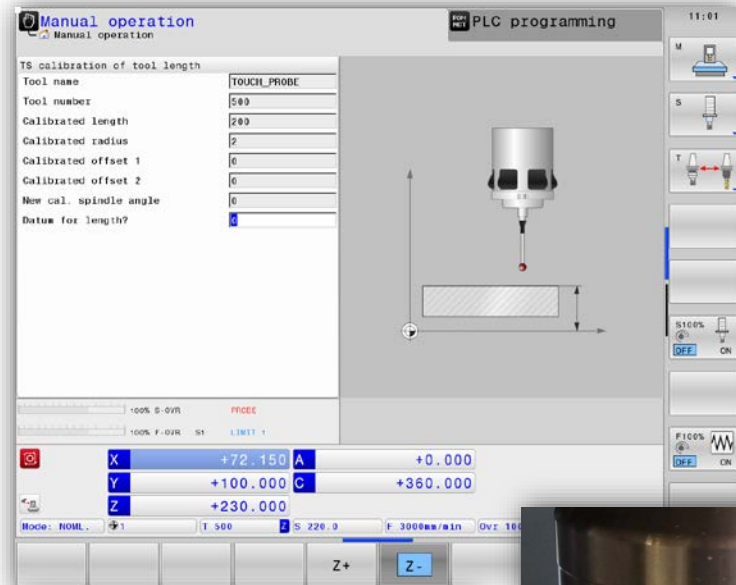 Manual operation
Manual operation
PLC programming
11:01
TS calibration of tool length
Tool name TOUCH_PROBE
Tool number 500
Calibrated length 200
Calibrated radius 2
Calibrated offset 1 0
Calibrated offset 2 0
New cal. spindle angle 0
Datum for length? 0
M
S
T
S100%
OFF ON
100% S-OVR PROBE
100% F-OVR S1 LIMIT 1
F100%
OFF ON
X +72.150 A +0.000
Y +100.000 C +360.000
Z +230.000
Mode: NOML. 1 T 500 Z S 220.0 F 3000mm/min Ovr 100
Z+ Z-